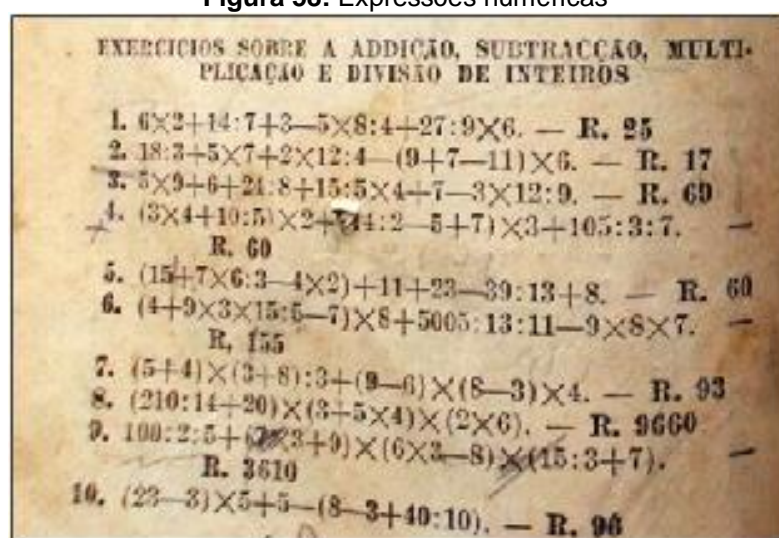 Expressões numéricas
EXERCICIOS SOBRE A ADDIÇÃO, SUBTRACCÇÃO, MULTI-
PLICAÇÃO E DIVISÃO DE INTEIROS
1. 6×2+14:7+3—5×8:4+27:9×6. — R. 25
2. 18:3+5×7+2×12:4—(9+7—11)×6. — R. 17
3. 5×9+6+24:8+15:5×4+7—3×12:9. — R. 69
4. (3×4+10:5)×2+(14:2—5+7)×3+105:3:7. —
R. 60
5. (15+7×6:3—4×2)+11+23—39:13+8. — R. 60
6. (4+9×3×15:5—7)×8+5005:13:11—9×8×7. —
R. 155
7. (5+4)×(3+8):3+(9—6)×(8—3)×4. — R. 93
8. (210:14+20)×(3+5×4)×(2×6). — R. 9660
9. 100:2:5+(7×3+9)×(6×3—8)×(15:3+7). —
R. 3610
10. (23—3)×5+5—(8—3+40:10). — R. 96